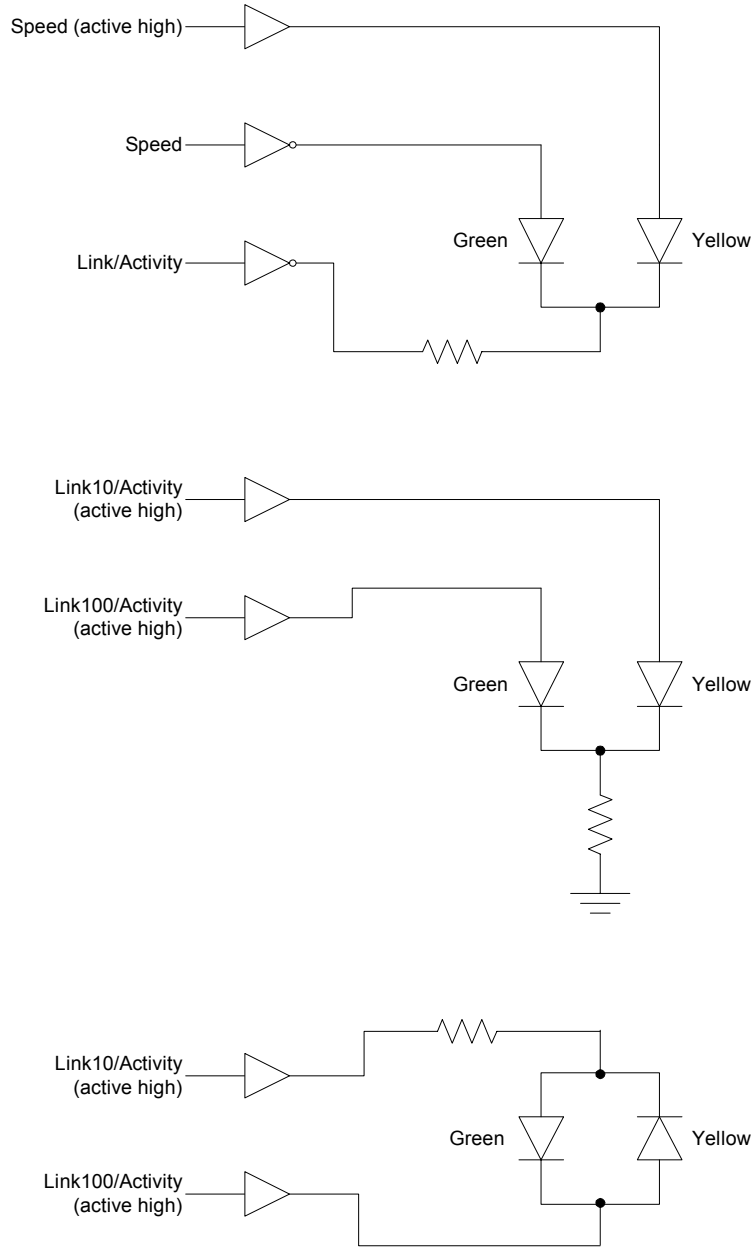 Speed (active high)
Speed
Green
Yellow
Link/Activity
Link10/Activity
(active high)
Link100/Activity
(active high)
Green
Yellow
Link10/Activity
(active high)
Green
Yellow
Link100/Activity
(active high)